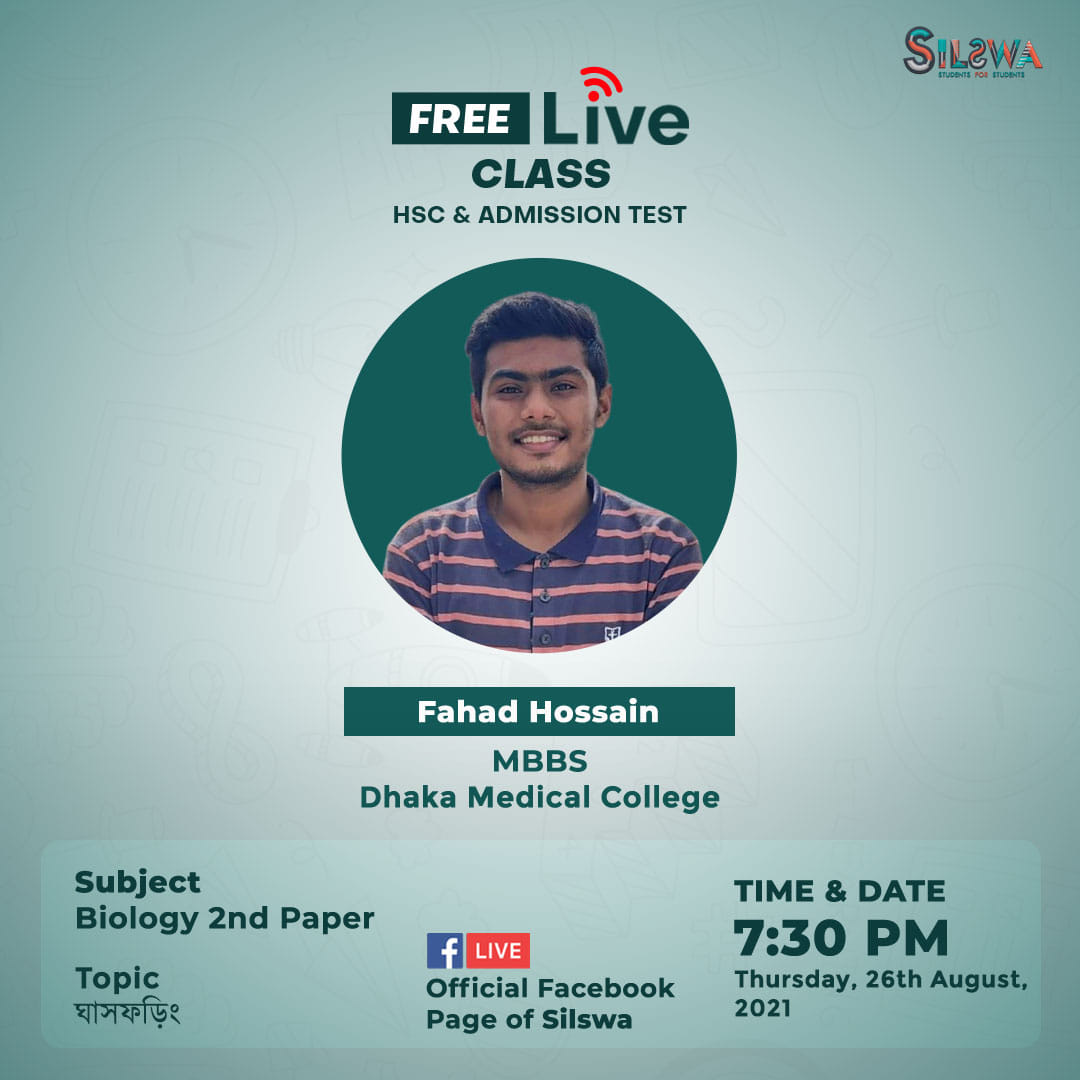 SILSWA
STUDENTS FOR STUDENTS
FREE Live
CLASS
HSC & ADMISSION TEST
Fahad Hossain
MBBS
Dhaka Medical College
Subject
Biology 2nd Paper
Topic
ঘাসফড়িং
f LIVE
Official Facebook
Page of Silswa
TIME & DATE
7:30 PM
Thursday, 26th August,
2021